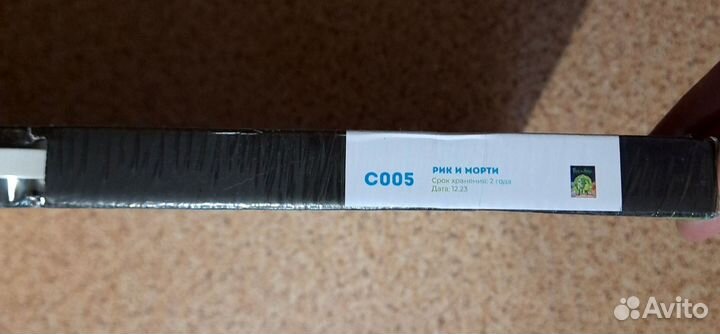 C005
РИК И МОРТИ
Срок хранения: 2 года
Дата: 12.23
Avito